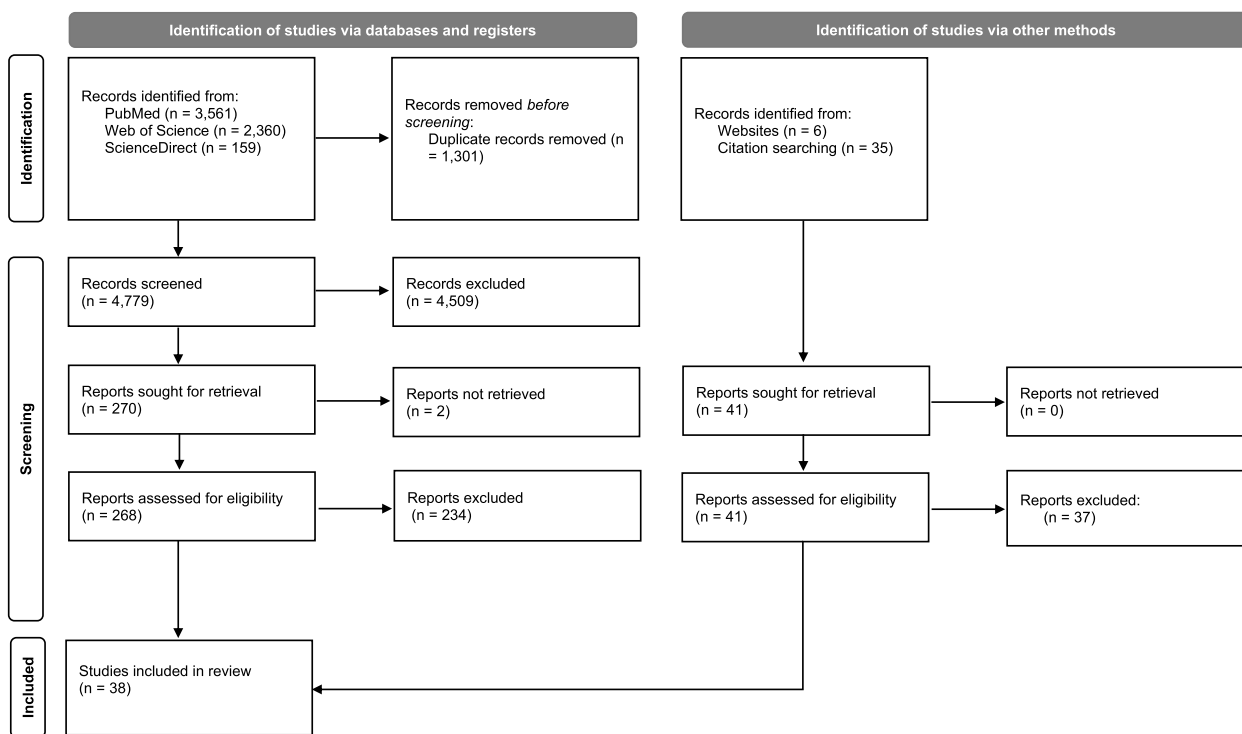 Identification of studies via databases and registers
Identification of studies via other methods
Identification
Records identified from:
PubMed (n = 3,561)
Web of Science (n = 2,360)
ScienceDirect (n = 159)
Records removed before
screening:
Duplicate records removed (n
= 1,301)
Records identified from:
Websites (n = 6)
Citation searching (n = 35)
Screening
Records screened
(n = 4,779)
Records excluded
(n = 4,509)
Reports sought for retrieval
(n = 270)
Reports not retrieved
(n = 2)
Reports sought for retrieval
(n = 41)
Reports not retrieved
(n = 0)
Reports assessed for eligibility
(n = 268)
Reports excluded
(n = 234)
Reports assessed for eligibility
(n = 41)
Reports excluded:
(n = 37)
Included
Studies included in review
(n = 38)